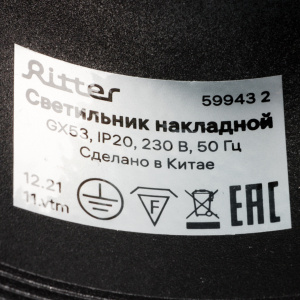 Ritter
59943 2
Светильник накладной
GX53, IP20, 230 В, 50 Гц
Сделано в Китае
12.21
11.vtm
F
EAC